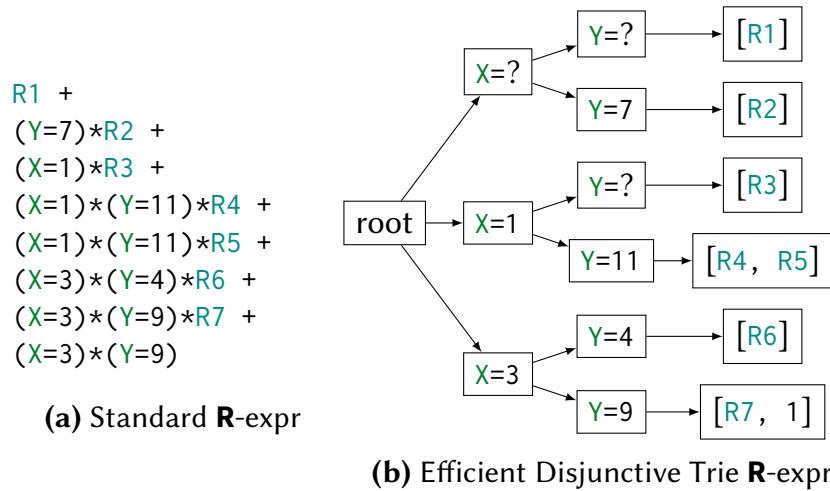 R1 +
(Y=7)*R2 +
(X=1)*R3 +
(X=1)*(Y=11)*R4 +
(X=1)*(Y=11)*R5 +
(X=3)*(Y=4)*R6 +
(X=3)*(Y=9)*R7 +
(X=3)*(Y=9)
(a) Standard R-expr
Y=? [R1]
X=?
Y=7 [R2]
Y=? [R3]
root X=1
Y=11 [R4, R5]
Y=4 [R6]
X=3
Y=9 [R7, 1]
(b) Efficient Disjunctive Trie R-expr